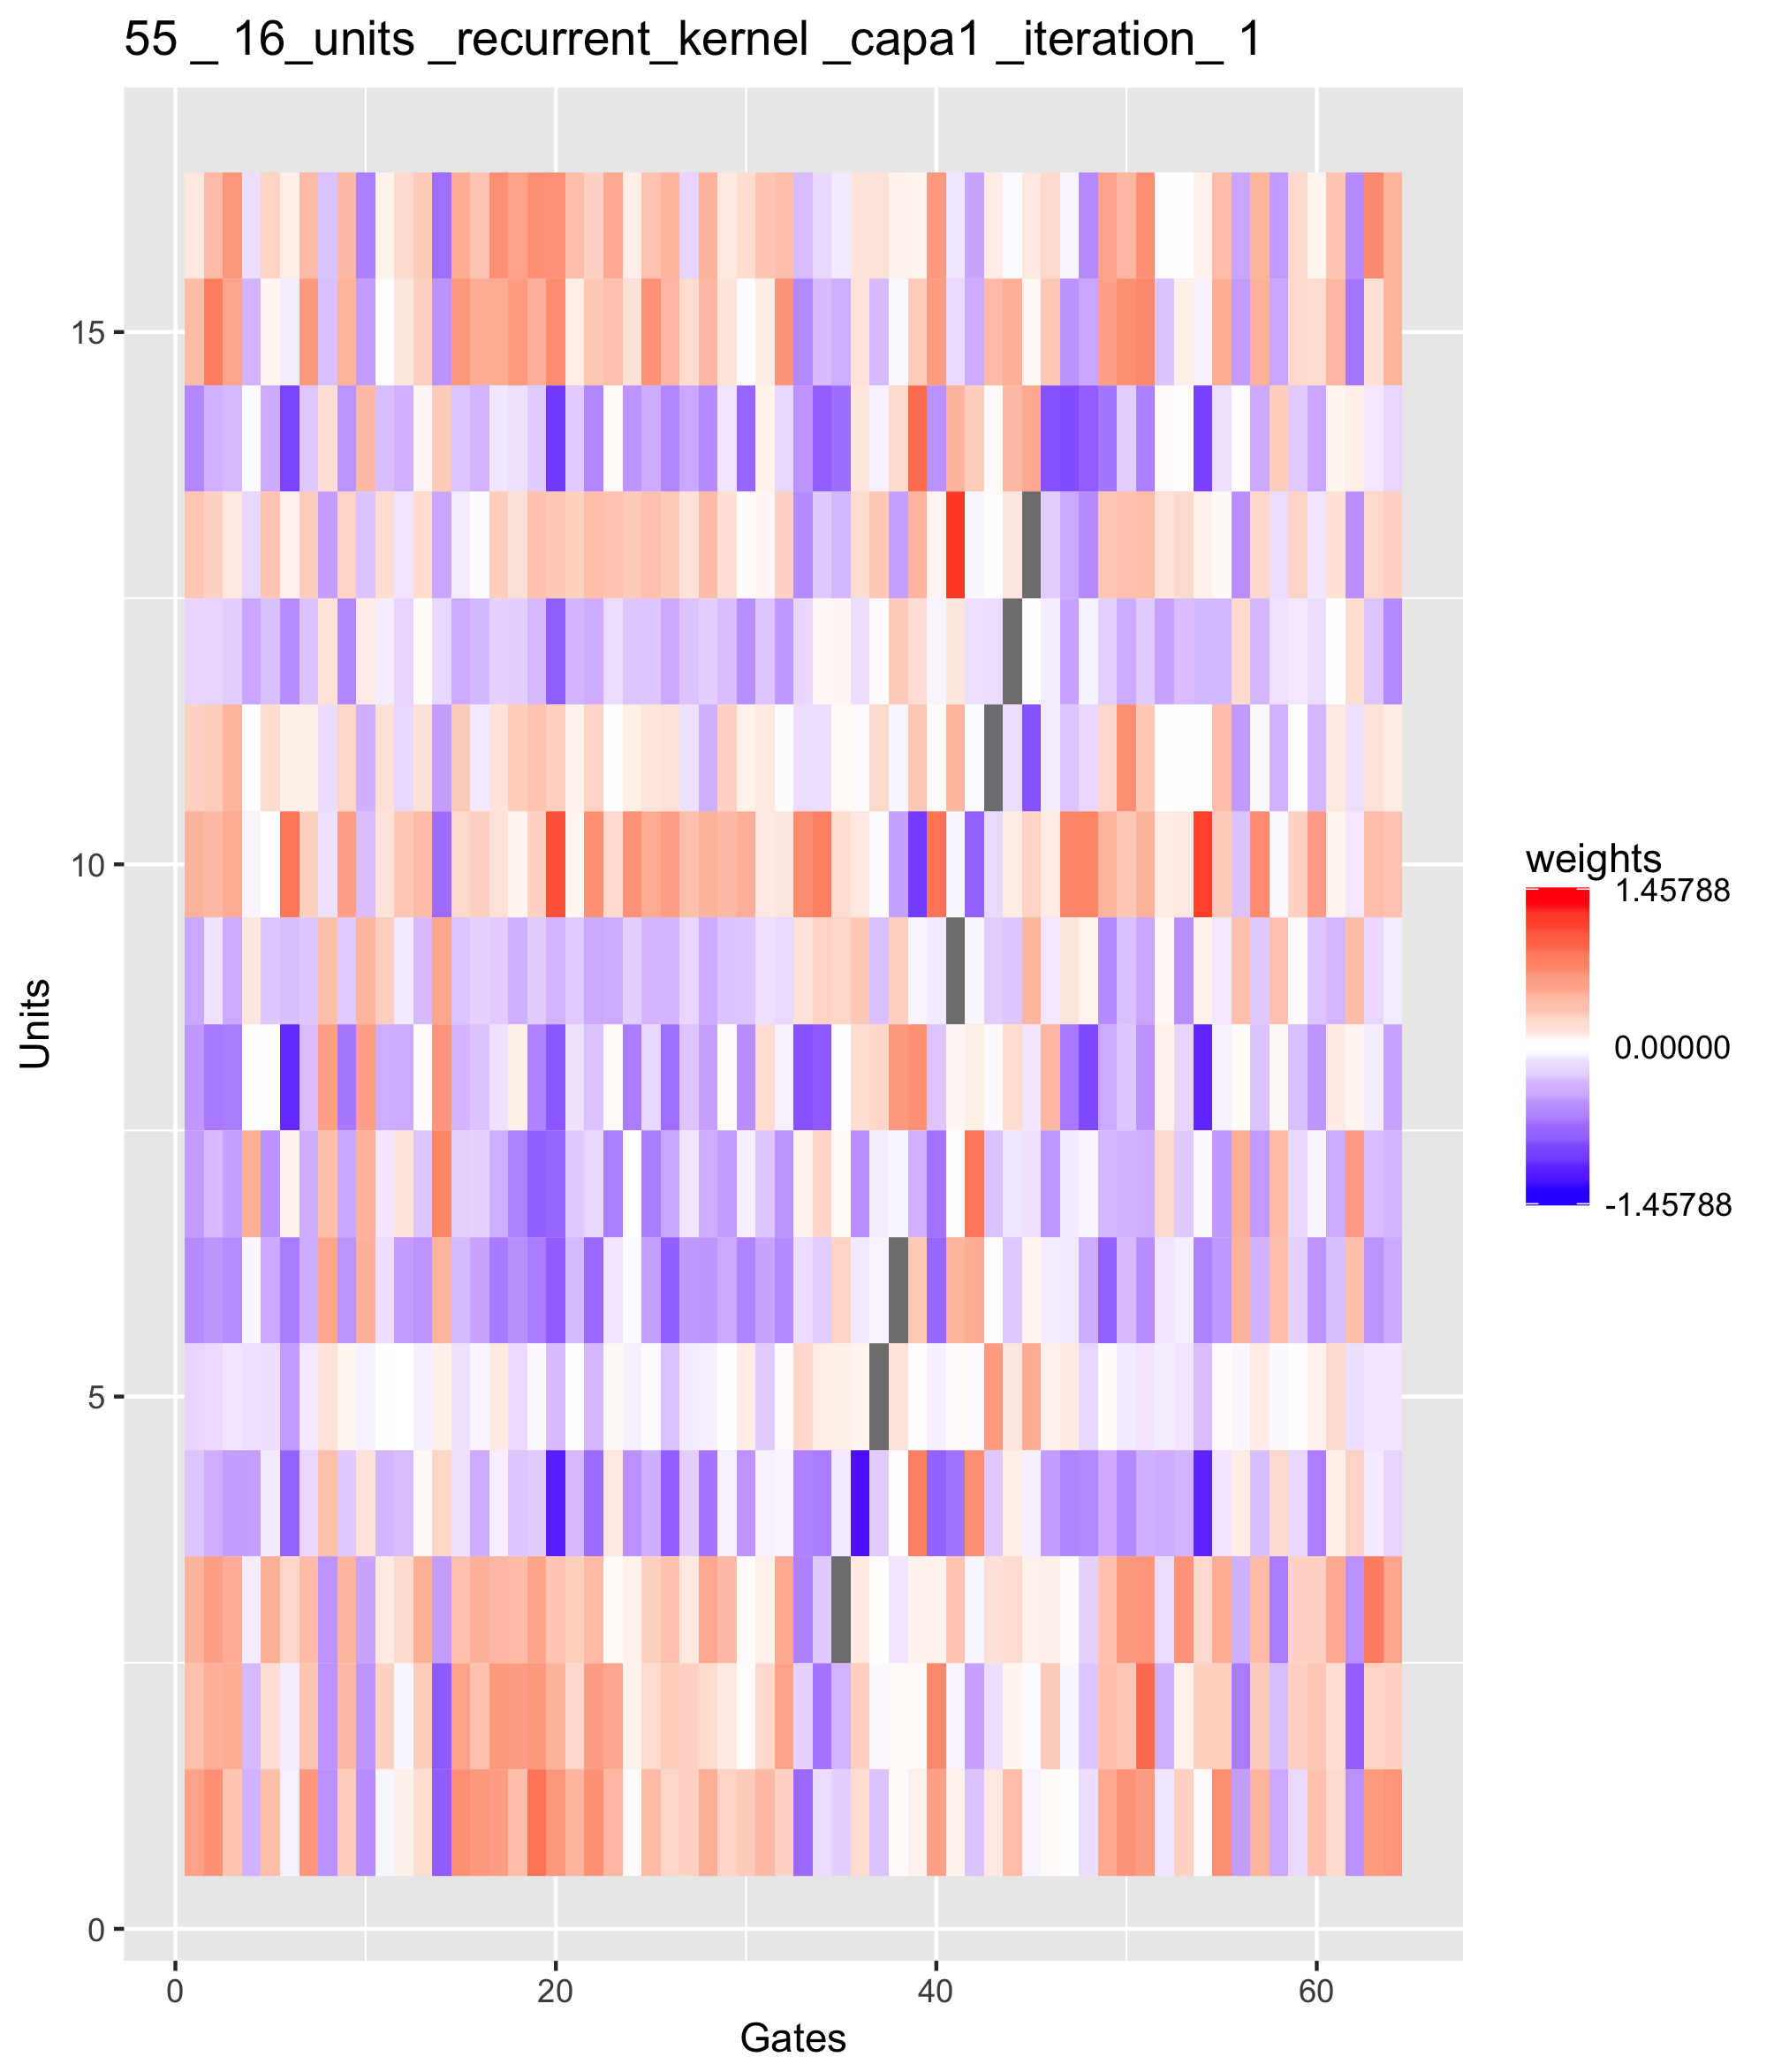 55 _ 16_units _recurrent_kernel _capa1 _iteration_ 1
15
10
5
0
Units
0 20 40 60
Gates
weights
1.45788
0.00000
-1.45788